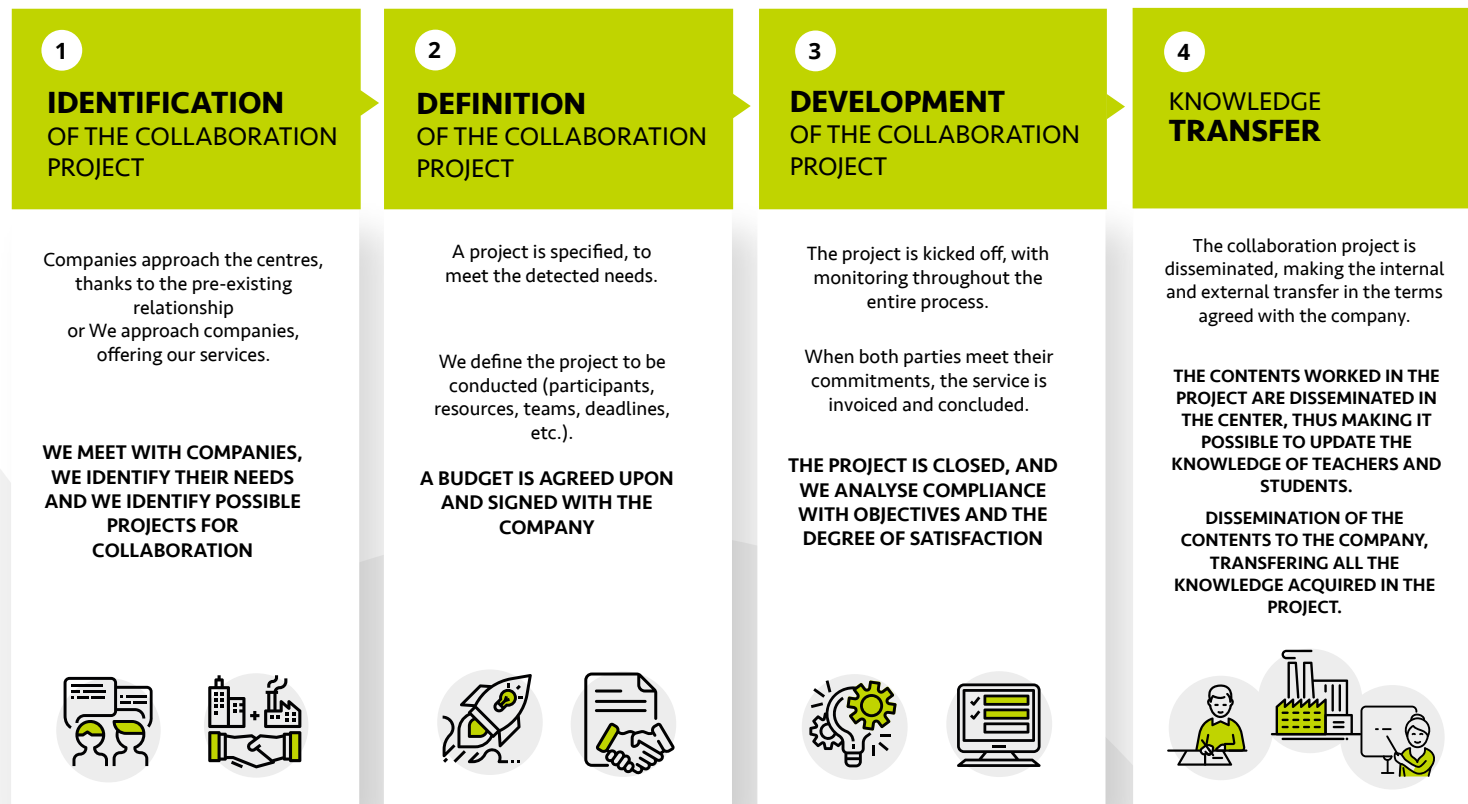 1
IDENTIFICATION
OF THE COLLABORATION
PROJECT
Companies approach the centres,
thanks to the pre-existing
relationship
or We approach companies,
offering our services.
WE MEET WITH COMPANIES,
WE IDENTIFY THEIR NEEDS
AND WE IDENTIFY POSSIBLE
PROJECTS FOR
COLLABORATION
2
DEFINITION
OF THE COLLABORATION
PROJECT
A project is specified, to
meet the detected needs.
We define the project to be
conducted (participants,
resources, teams, deadlines,
etc.).
A BUDGET IS AGREED UPON
AND SIGNED WITH THE
COMPANY
3
DEVELOPMENT
OF THE COLLABORATION
PROJECT
The project is kicked off, with
monitoring throughout the
entire process.
When both parties meet their
commitments, the service is
invoiced and concluded.
THE PROJECT IS CLOSED, AND
WE ANALYSE COMPLIANCE
WITH OBJECTIVES AND THE
DEGREE OF SATISFACTION
4
KNOWLEDGE
TRANSFER
The collaboration project is
disseminated, making the internal
and external transfer in the terms
agreed with the company.
THE CONTENTS WORKED IN THE
PROJECT ARE DISSEMINATED IN
THE CENTER, THUS MAKING IT
POSSIBLE TO UPDATE THE
KNOWLEDGE OF TEACHERS AND
STUDENTS.
DISSEMINATION OF THE
CONTENTS TO THE COMPANY,
TRANSFERING ALL THE
KNOWLEDGE ACQUIRED IN THE
PROJECT.